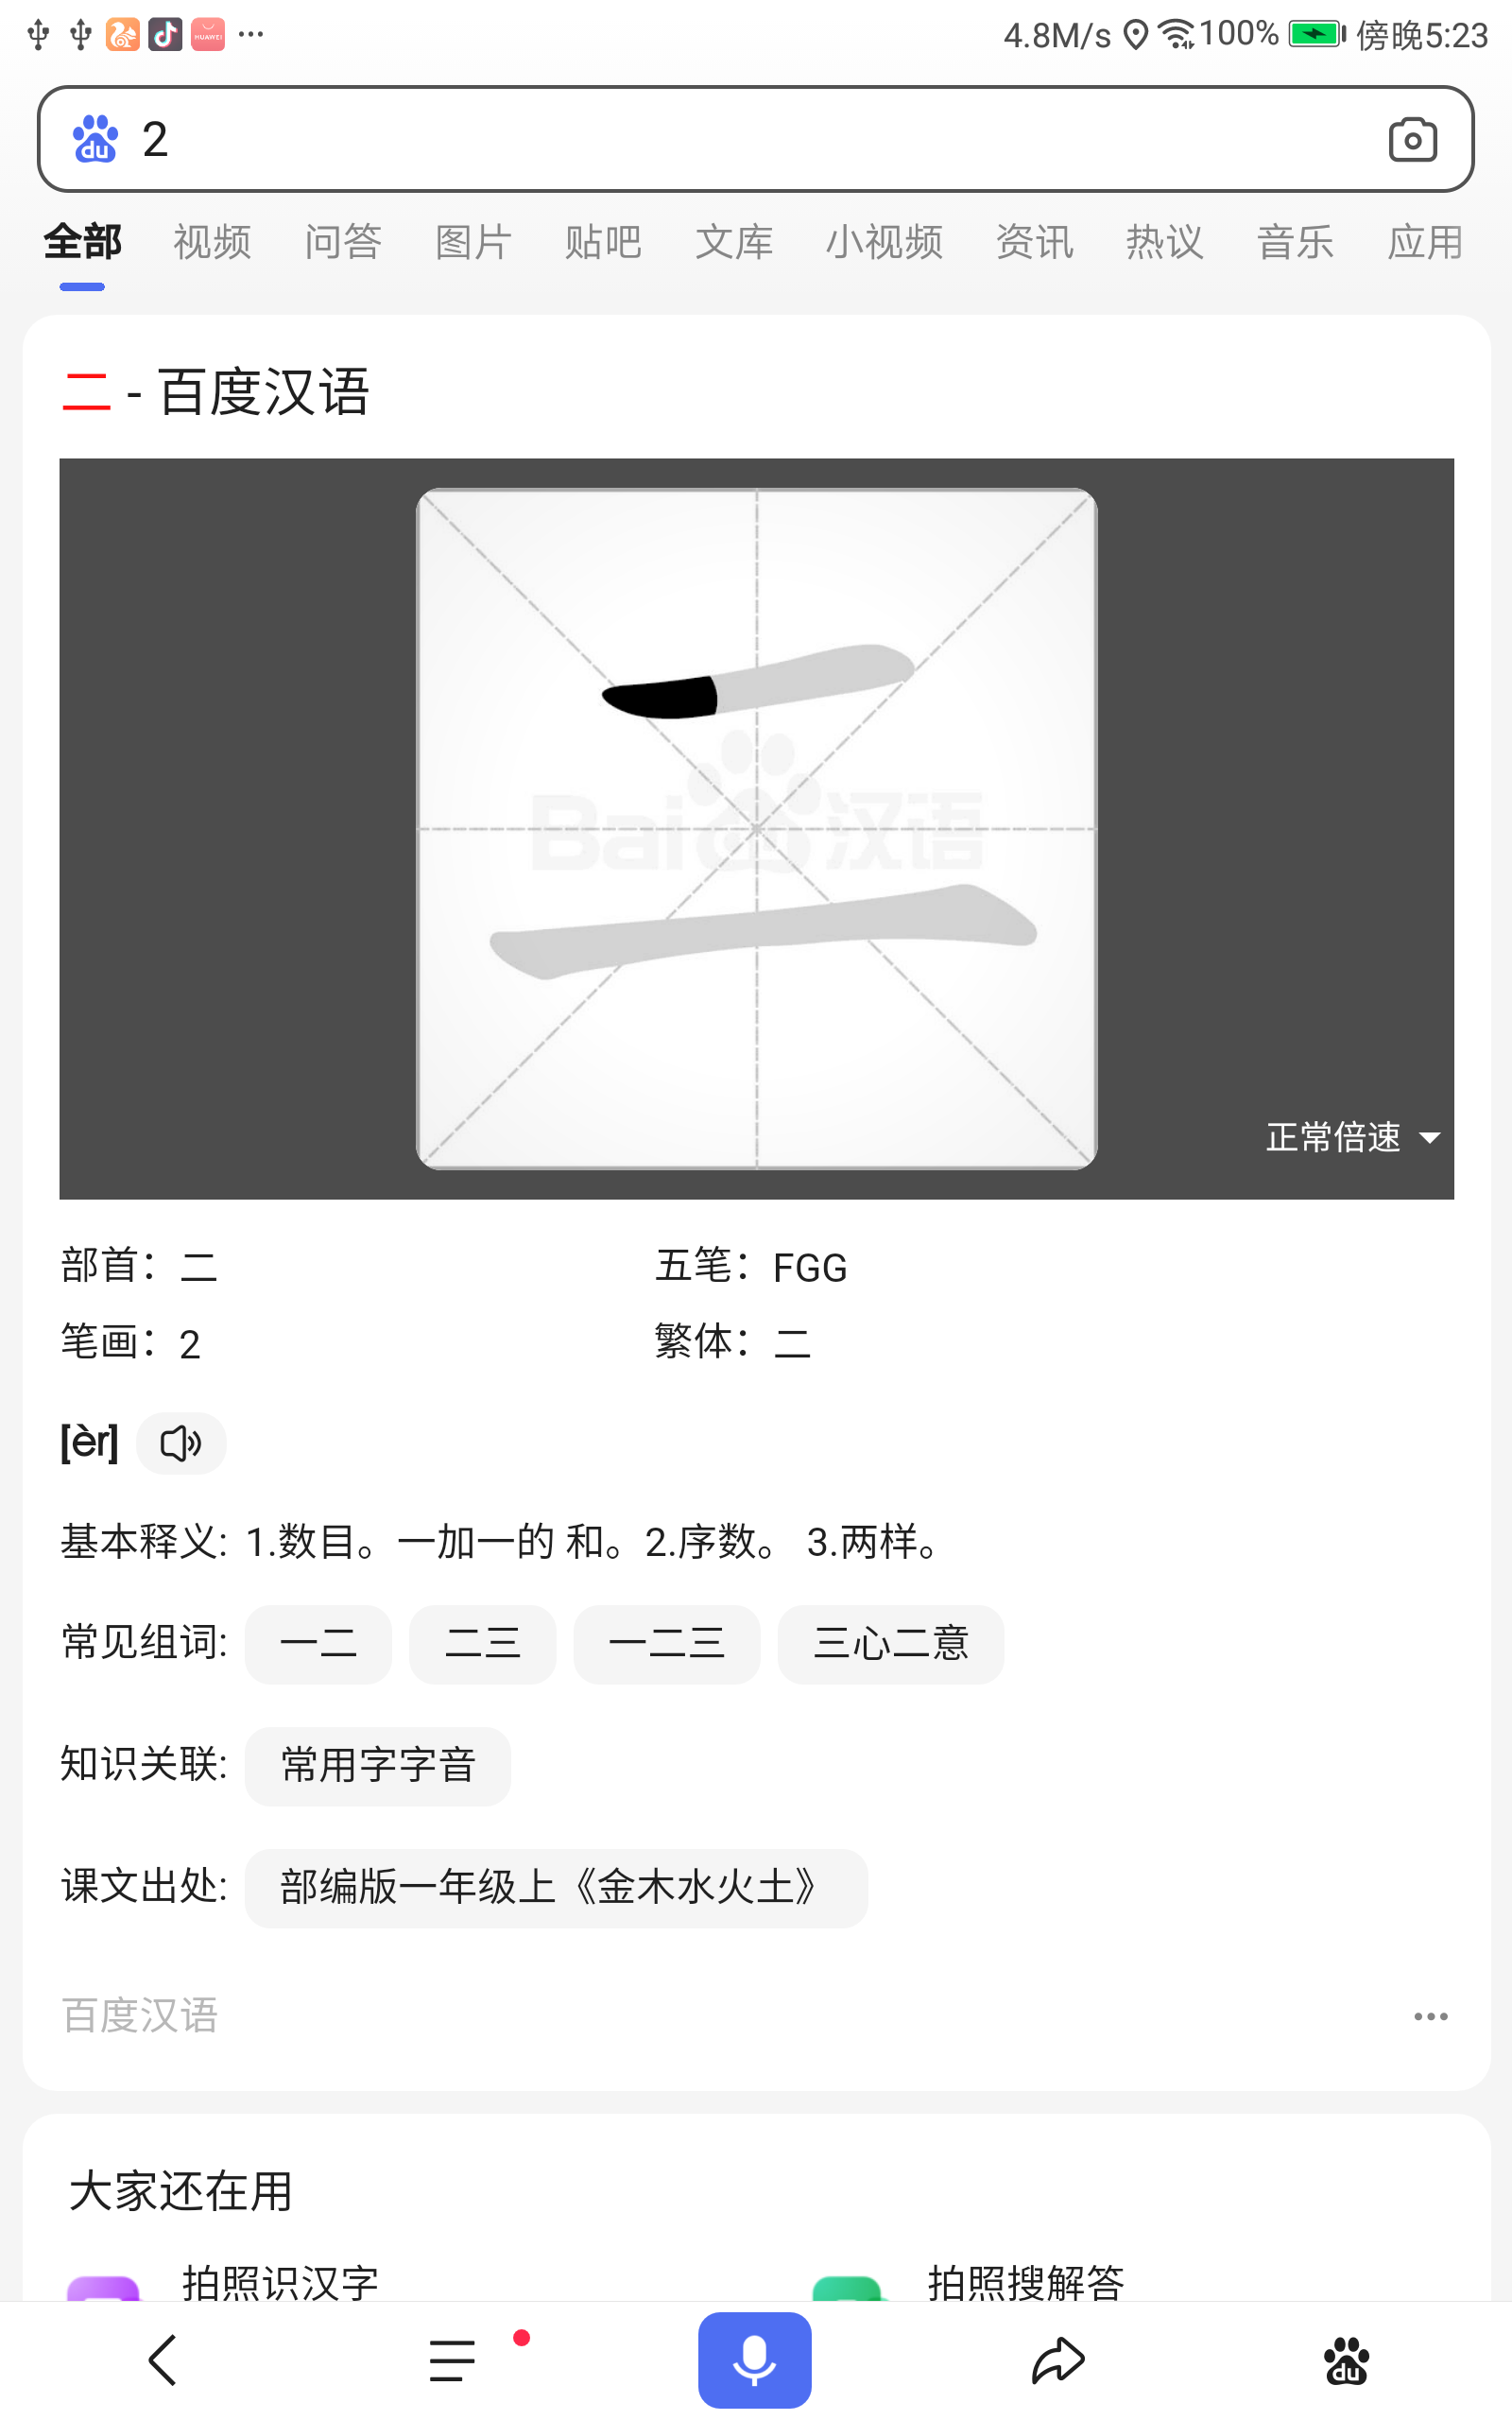 4.8M/s 100% 傍晚5:23
HUAWEI
du 2
全部 视频 问答 图片 贴吧 文库 小视频 资讯 热议 音乐 应用
二 - 百度汉语
Bai du 汉语
正常倍速
部首：二 五笔：FGG
笔画：2 繁体：二
[èr]
基本释义: 1.数目。一加一的 和。2.序数。 3.两样。
常见组词: 一二 二三 一二三 三心二意
知识关联: 常用字字音
课文出处: 部编版一年级上《金木水火土》
百度汉语
大家还在用
拍照识汉字 拍照搜解答
du